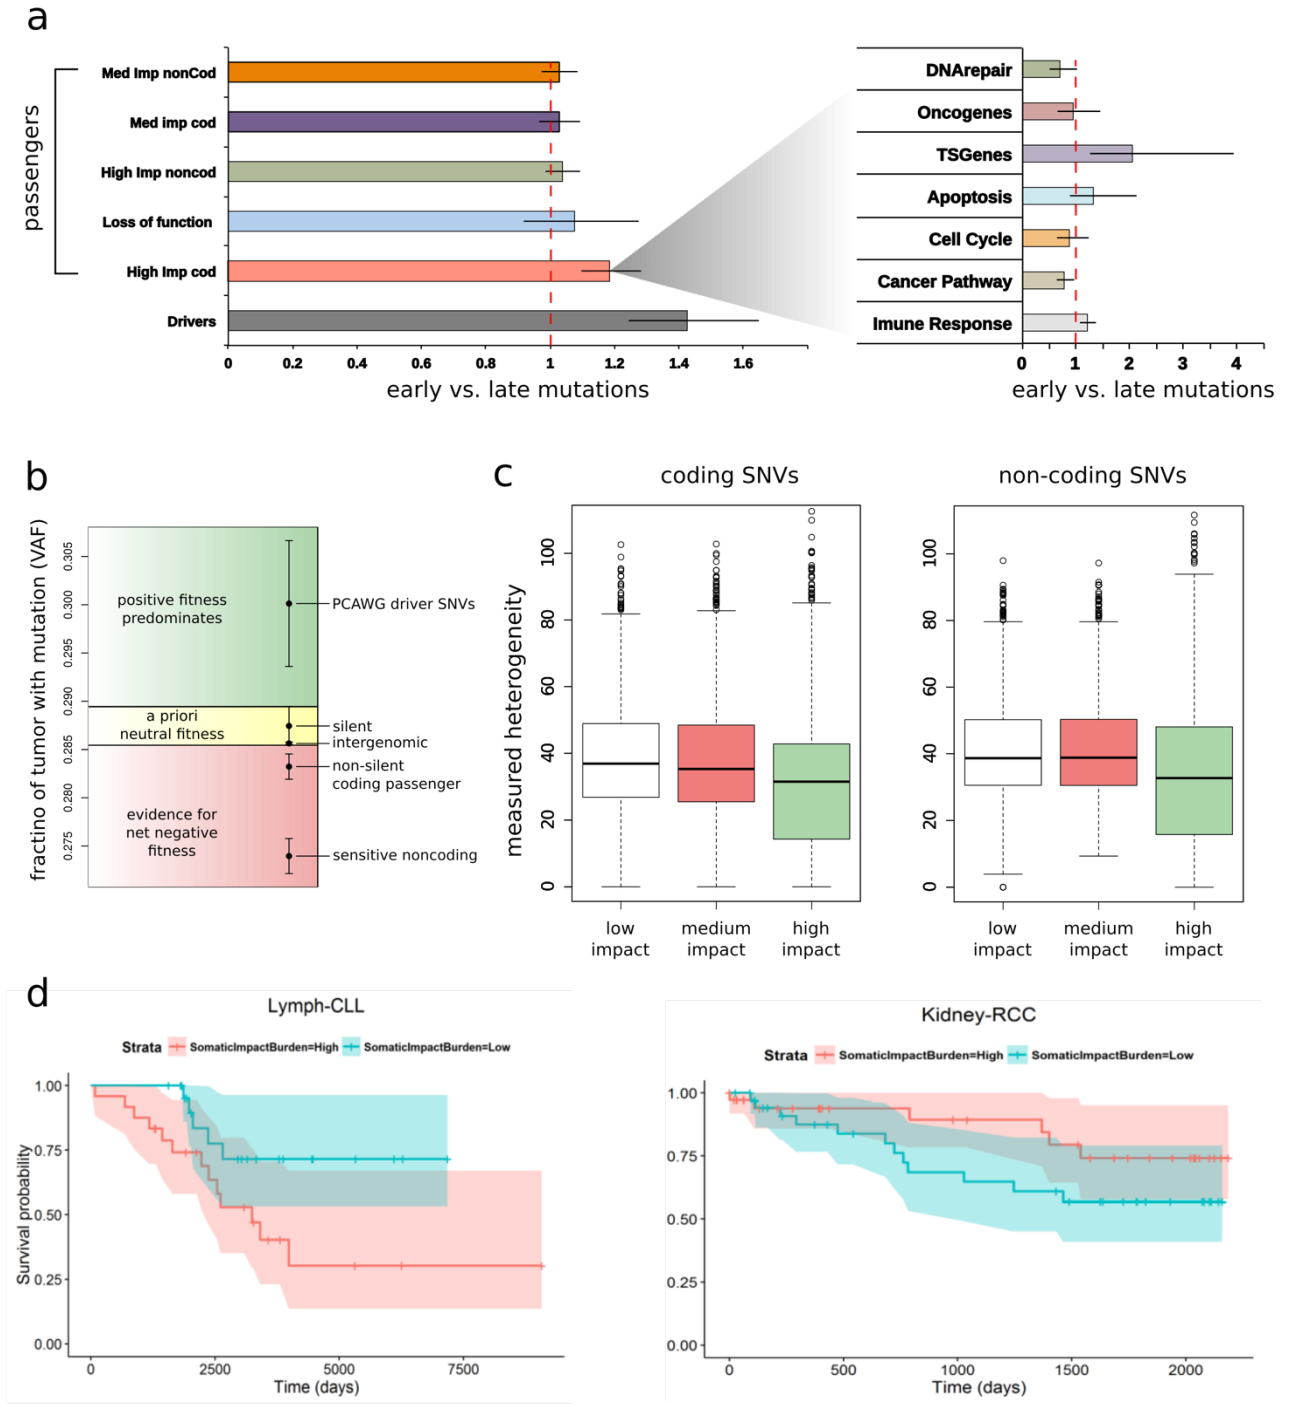 a
passengers
Med Imp nonCod
Med imp cod
High Imp noncod
Loss of function
High Imp cod
Drivers
0 0.2 0.4 0.6 0.8 1 1.2 1.4 1.6
early vs. late mutations
DNArepair
Oncogenes
TSGenes
Apoptosis
Cell Cycle
Cancer Pathway
Imune Response
0 1 2 3 4
early vs. late mutations
b
fractino of tumor with mutation (VAF)
0.305
0.300
0.295
0.290
0.285
0.280
0.275
positive fitness
predominates
a priori
neutral fitness
evidence for
net negative
fitness
PCAWG driver SNVs
silent
intergenomic
non-silent
coding passenger
sensitive noncoding
c
coding SNVs
measured heterogeneity
100
80
60
40
20
0
low
impact
medium
impact
high
impact
non-coding SNVs
100
80
60
40
20
0
low
impact
medium
impact
high
impact
d
Lymph-CLL
Strata SomaticImpactBurden=High SomaticImpactBurden=Low
Survival probability
1.00
0.75
0.50
0.25
0.00
0 2500 5000 7500
Time (days)
Kidney-RCC
Strata SomaticImpactBurden=High SomaticImpactBurden=Low
1.00
0.75
0.50
0.25
0.00
0 500 1000 1500 2000
Time (days)